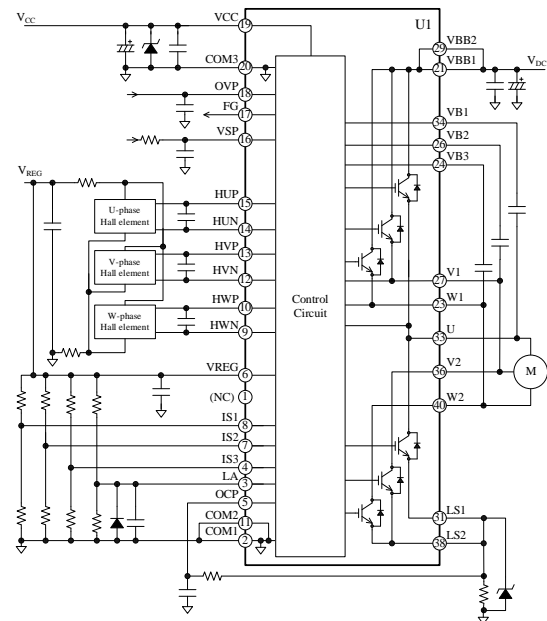 VCC
VCC
19
U1
29
VBB2
COM3
20
21
VBB1
VDC
OVP
18
FG
17
VSP
16
34
VB1
26
VB2
24
VB3
VREG
HUP
15
U-phase
Hall element
HUN
14
HVP
13
V-phase
Hall element
HVN
12
HWP
10
W-phase
Hall element
HWN
9
Control
Circuit
27
V1
23
W1
33
U
36
V2
M
40
W2
VREG
6
(NC)
1
IS1
8
IS2
7
IS3
4
LA
3
OCP
5
COM2
11
COM1
2
31
LS1
38
LS2